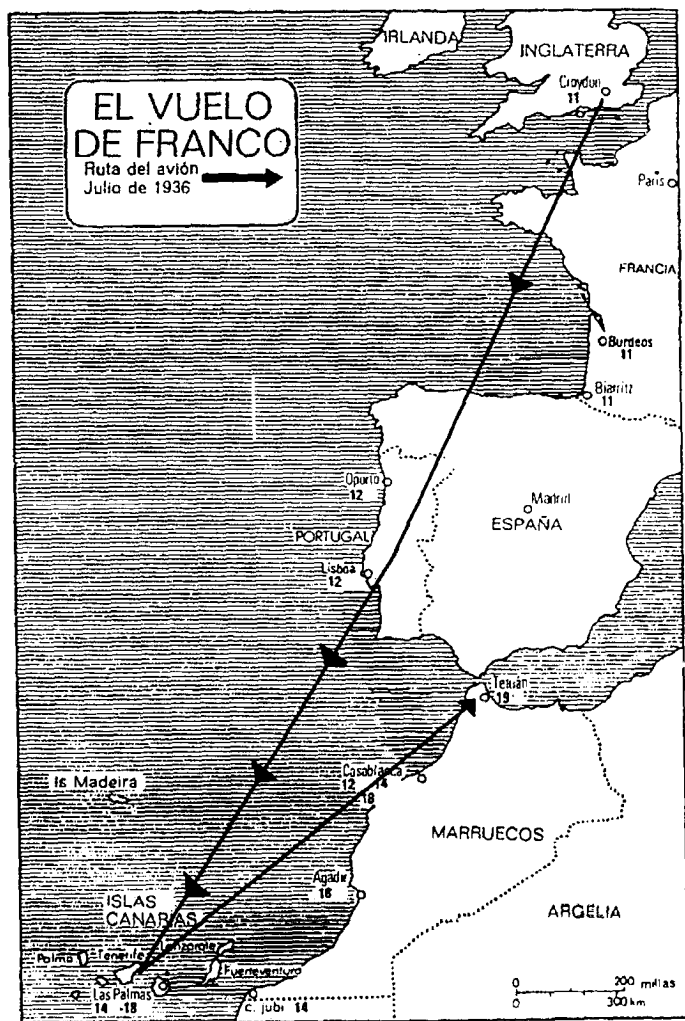 EL VUELO
DE FRANCO
Ruta del avión
Julio de 1936
IRLANDA
INGLATERRA
Croydon
11
París
FRANCIA
Burdeos
11
Biarritz
11
Oporto
12
Madrid
ESPAÑA
PORTUGAL
Lisboa
12
Tetuán
19
Casablanca
12 14
18
Is Madeira
MARRUECOS
Agadir
18
ISLAS
CANARIAS
ARGELIA
Palma
Tenerife
Lanzarote
Fuerteventura
Las Palmas
14 -18
c. jubi 14
0 200 millas
0 300 km